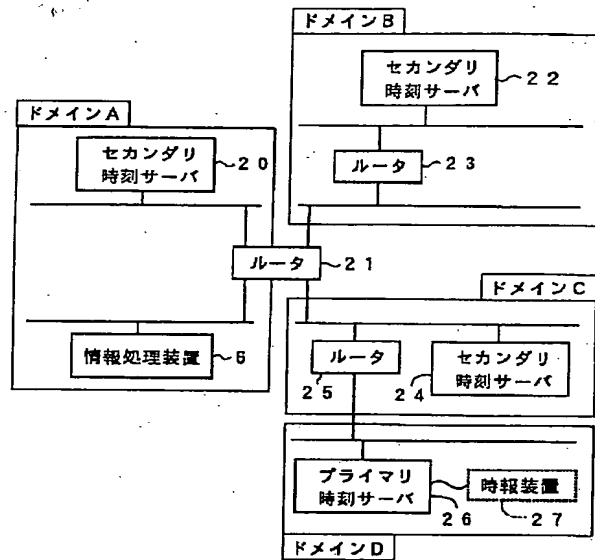 ドメインB
セカンダリ
時刻サーバ
22
ルータ
23
ドメインA
セカンダリ
時刻サーバ
20
ルータ
21
情報処理装置
6
ドメインC
ルータ
25
セカンダリ
時刻サーバ
24
プライマリ
時刻サーバ
26
時報装置
27
ドメインD